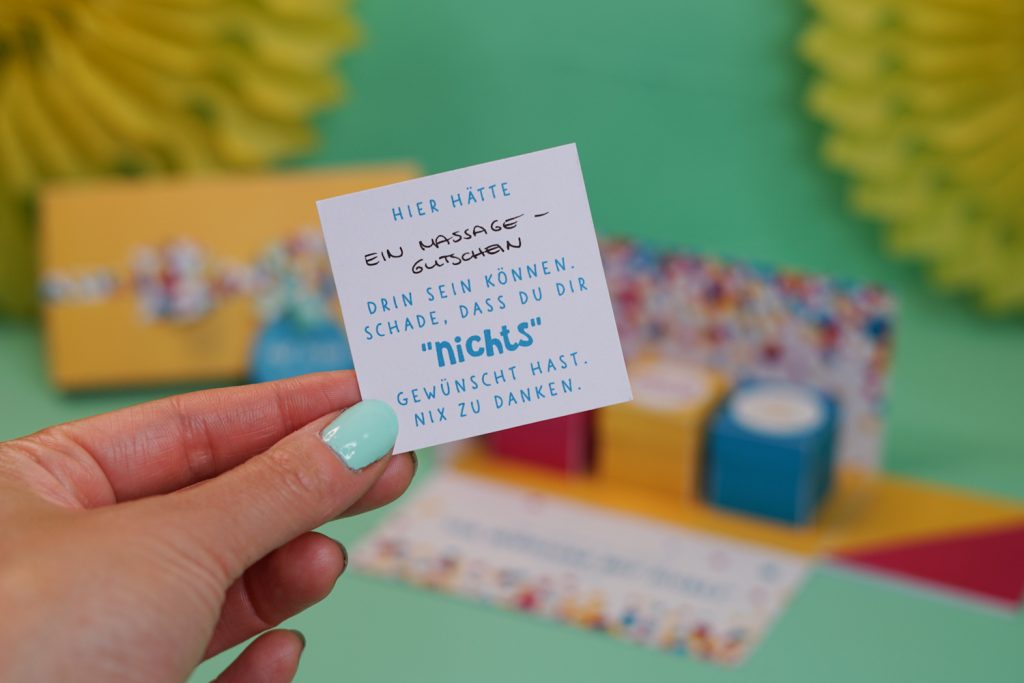 HIER HÄTTE
EIN MASSAGE -
GUTSCHEIN
DRIN SEIN KÖNNEN.
SCHADE, DASS DU DIR
"nichts"
GEWÜNSCHT HAST.
NIX ZU DANKEN.